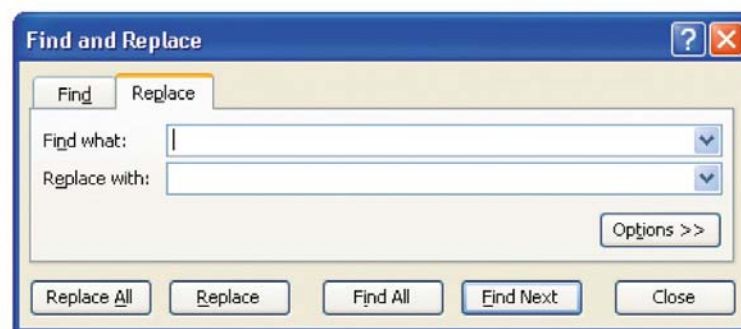 Find and Replace
Find Replace
Find what:
Replace with:
Options >>
Replace All Replace Find All Find Next Close